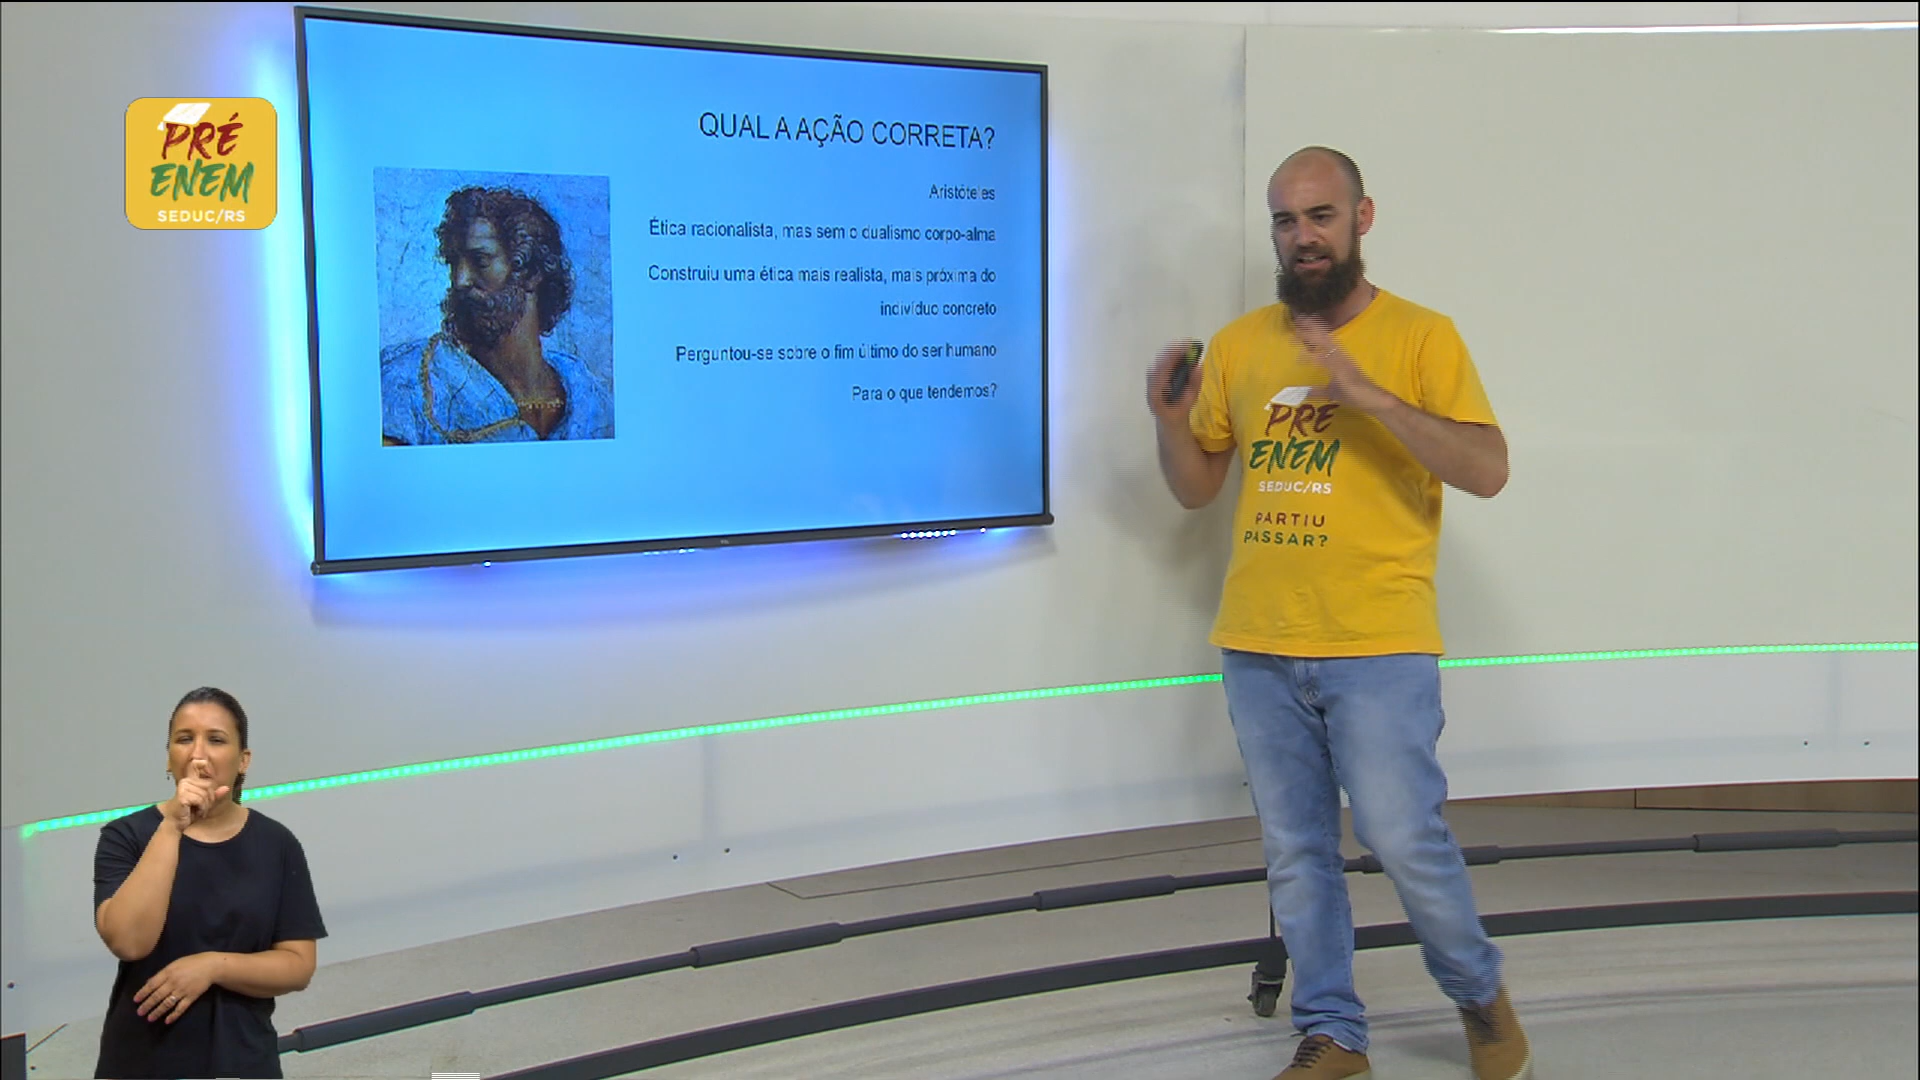 PRÉ
ENEM
SEDUC/RS
QUAL A AÇÃO CORRETA?
Aristóteles
Ética racionalista, mas sem o dualismo corpo-alma
Construiu uma ética mais realista, mais próxima do
indivíduo concreto
Perguntou-se sobre o fim último do ser humano
Para o que tendemos?
PRÉ
ENEM
SEDUC/RS
PARTIU
PASSAR?